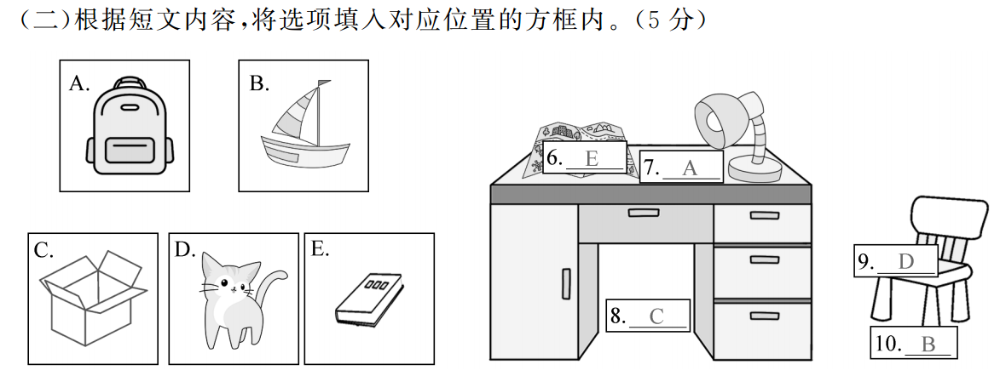 (二)根据短文内容,将选项填入对应位置的方框内。(5 分)
A.
B.
6. E
7. A
C.
D.
E.
9. D
8. C
10. B